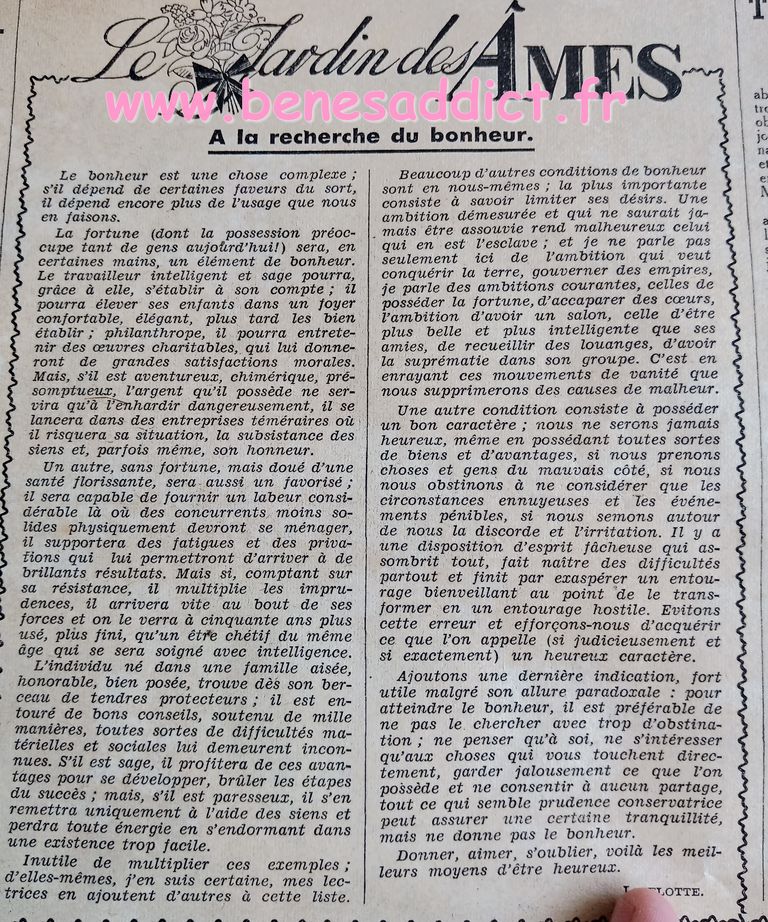 Le Jardin des ÂMES
www.benesaddict.fr
A la recherche du bonheur.
Le bonheur est une chose complexe ;
s'il dépend de certaines faveurs du sort,
il dépend encore plus de l'usage que nous
en faisons.
La fortune (dont la possession préoc-
cupe tant de gens aujourd'hui!) sera, en
certaines mains, un élément de bonheur.
Le travailleur intelligent et sage pourra,
grâce à elle, s'établir à son compte ; il
pourra élever ses enfants dans un foyer
confortable, élégant, plus tard les bien
établir ; philanthrope, il pourra entrete-
nir des œuvres charitables, qui lui donne-
ront de grandes satisfactions morales.
Mais, s'il est aventureux, chimérique, pré-
somptueux, l'argent qu'il possède ne ser-
vira qu'à l'enhardir dangereusement, il se
lancera dans des entreprises téméraires où
il risquera sa situation, la subsistance des
siens et, parfois même, son honneur.
Un autre, sans fortune, mais doué d'une
santé florissante, sera aussi un favorisé ;
il sera capable de fournir un labeur consi-
dérable là où des concurrents moins so-
lides physiquement devront se ménager,
il supportera des fatigues et des priva-
tions qui lui permettront d'arriver à de
brillants résultats. Mais si, comptant sur
sa résistance, il multiplie les impru-
dences, il arrivera vite au bout de ses
forces et on le verra à cinquante ans plus
usé, plus fini, qu'un être chétif du même
âge qui se sera soigné avec intelligence.
L'individu né dans une famille aisée,
honorable, bien posée, trouve dès son ber-
ceau de tendres protecteurs ; il est en-
touré de bons conseils, soutenu de mille
manières, toutes sortes de difficultés ma-
térielles et sociales lui demeurent incon-
nues. S'il est sage, il profitera de ces avan-
tages pour se développer, brûler les étapes
du succès ; mais, s'il est paresseux, il s'en
remettra uniquement à l'aide des siens et
perdra toute énergie en s'endormant dans
une existence trop facile.
Inutile de multiplier ces exemples ;
d'elles-mêmes, j'en suis certaine, mes lec-
trices en ajoutent d'autres à cette liste.
Beaucoup d'autres conditions de bonheur
sont en nous-mêmes ; la plus importante
consiste à savoir limiter ses désirs. Une
ambition démesurée et qui ne saurait ja-
mais être assouvie rend malheureux celui
qui en est l'esclave ; et je ne parle pas
seulement ici de l'ambition qui veut
conquérir la terre, gouverner des empires,
je parle des ambitions courantes, celles de
posséder la fortune, d'accaparer des cœurs,
l'ambition d'avoir un salon, celle d'être
plus belle et plus intelligente que ses
amies, de recueillir des louanges, d'avoir
la suprématie dans son groupe. C'est en
enrayant ces mouvements de vanité que
nous supprimerons des causes de malheur.
Une autre condition consiste à posséder
un bon caractère ; nous ne serons jamais
heureux, même en possédant toutes sortes
de biens et d'avantages, si nous prenons
choses et gens du mauvais côté, si nous
nous obstinons à ne considérer que les
circonstances ennuyeuses et les événe-
ments pénibles, si nous semons autour
de nous la discorde et l'irritation. Il y a
une disposition d'esprit fâcheuse qui as-
sombrit tout, fait naître des difficultés
partout et finit par exaspérer un entou-
rage bienveillant au point de le trans-
former en un entourage hostile. Evitons
cette erreur et efforçons-nous d'acquérir
ce que l'on appelle (si judicieusement et
si exactement) un heureux caractère.
Ajoutons une dernière indication, fort
utile malgré son allure paradoxale : pour
atteindre le bonheur, il est préférable de
ne pas le chercher avec trop d'obstina-
tion ; ne penser qu'à soi, ne s'intéresser
qu'aux choses qui vous touchent direc-
tement, garder jalousement ce que l'on
possède et ne consentir à aucun partage,
tout ce qui semble prudence conservatrice
peut assurer une certaine tranquillité,
mais ne donne pas le bonheur.
Donner, aimer, s'oublier, voilà les meil-
leurs moyens d'être heureux.